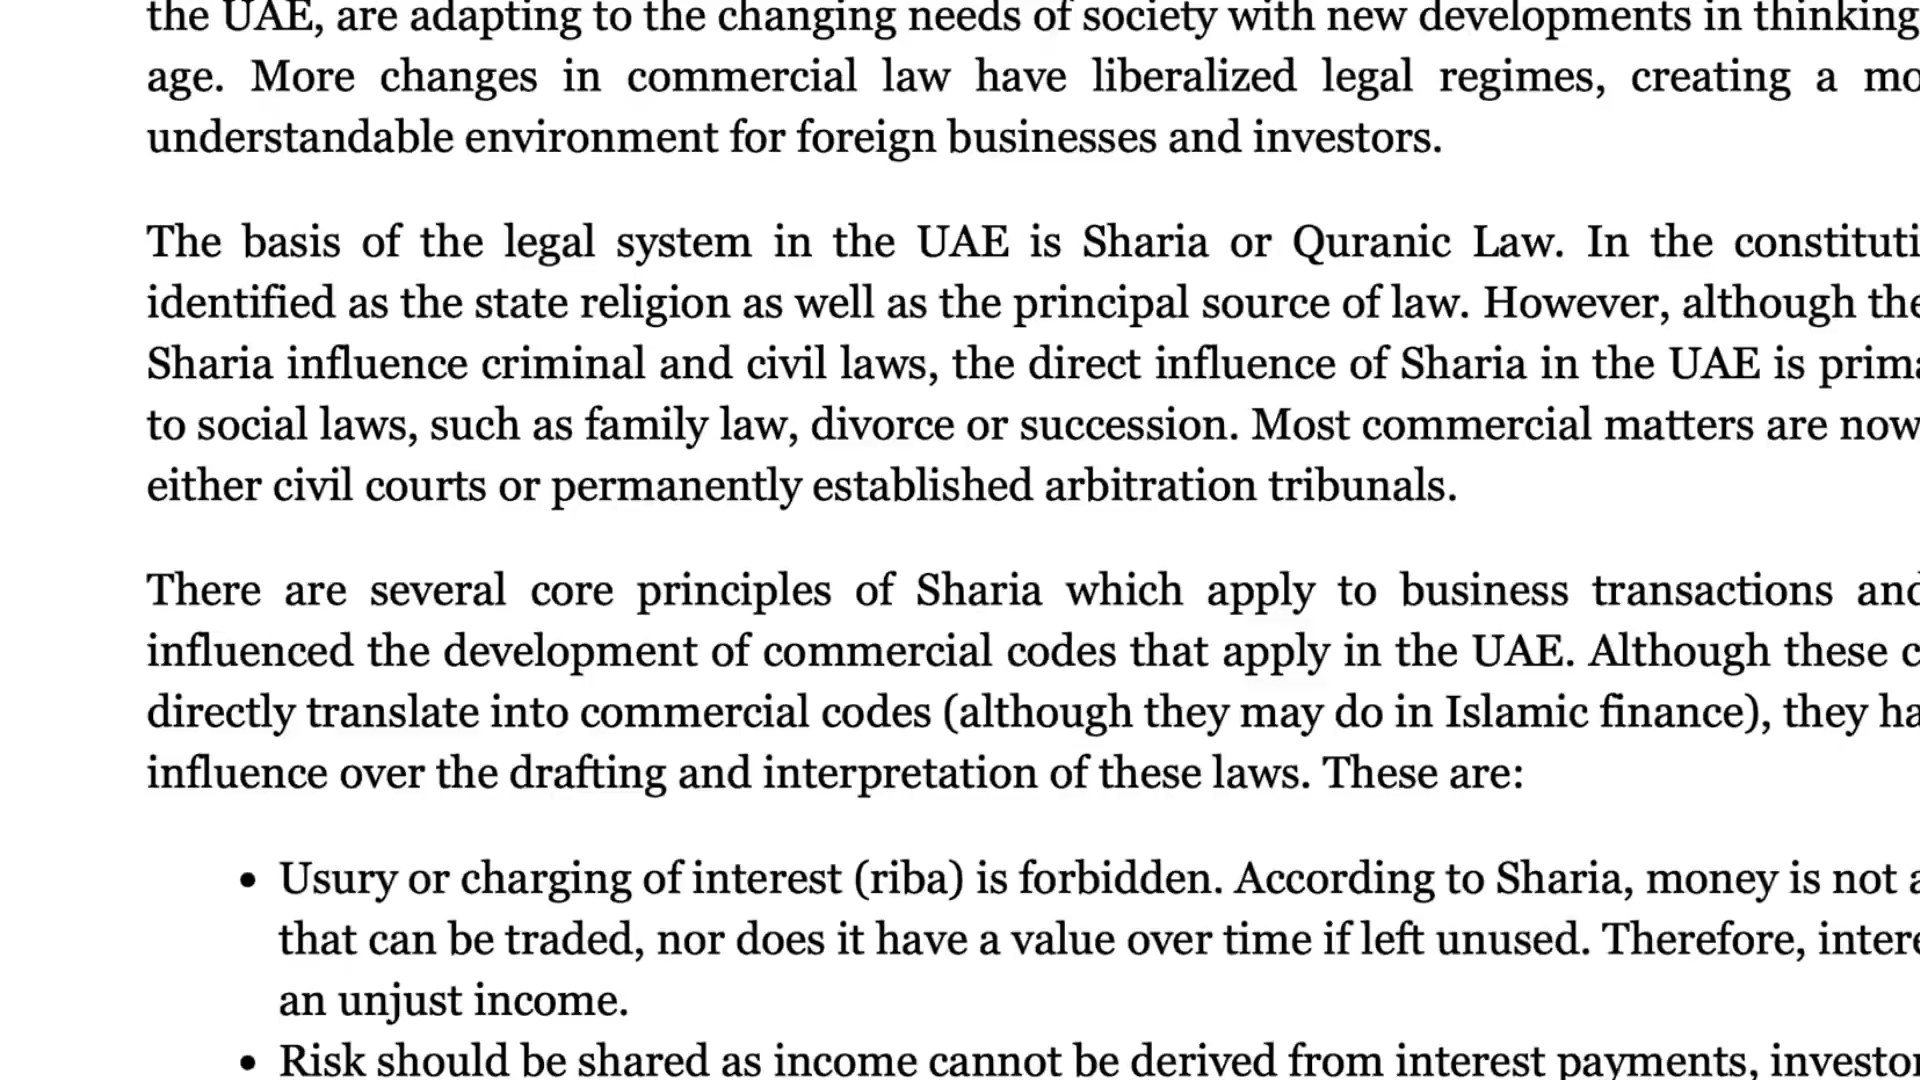 the UAE, are adapting to the changing needs of society with new developments in thinking
age. More changes in commercial law have liberalized legal regimes, creating a mo
understandable environment for foreign businesses and investors.
The basis of the legal system in the UAE is Sharia or Quranic Law. In the constituti
identified as the state religion as well as the principal source of law. However, although the
Sharia influence criminal and civil laws, the direct influence of Sharia in the UAE is prima
to social laws, such as family law, divorce or succession. Most commercial matters are now
either civil courts or permanently established arbitration tribunals.
There are several core principles of Sharia which apply to business transactions and
influenced the development of commercial codes that apply in the UAE. Although these c
directly translate into commercial codes (although they may do in Islamic finance), they ha
influence over the drafting and interpretation of these laws. These are:
• Usury or charging of interest (riba) is forbidden. According to Sharia, money is not a
that can be traded, nor does it have a value over time if left unused. Therefore, intere
an unjust income.
• Risk should be shared as income cannot be derived from interest payments, investor